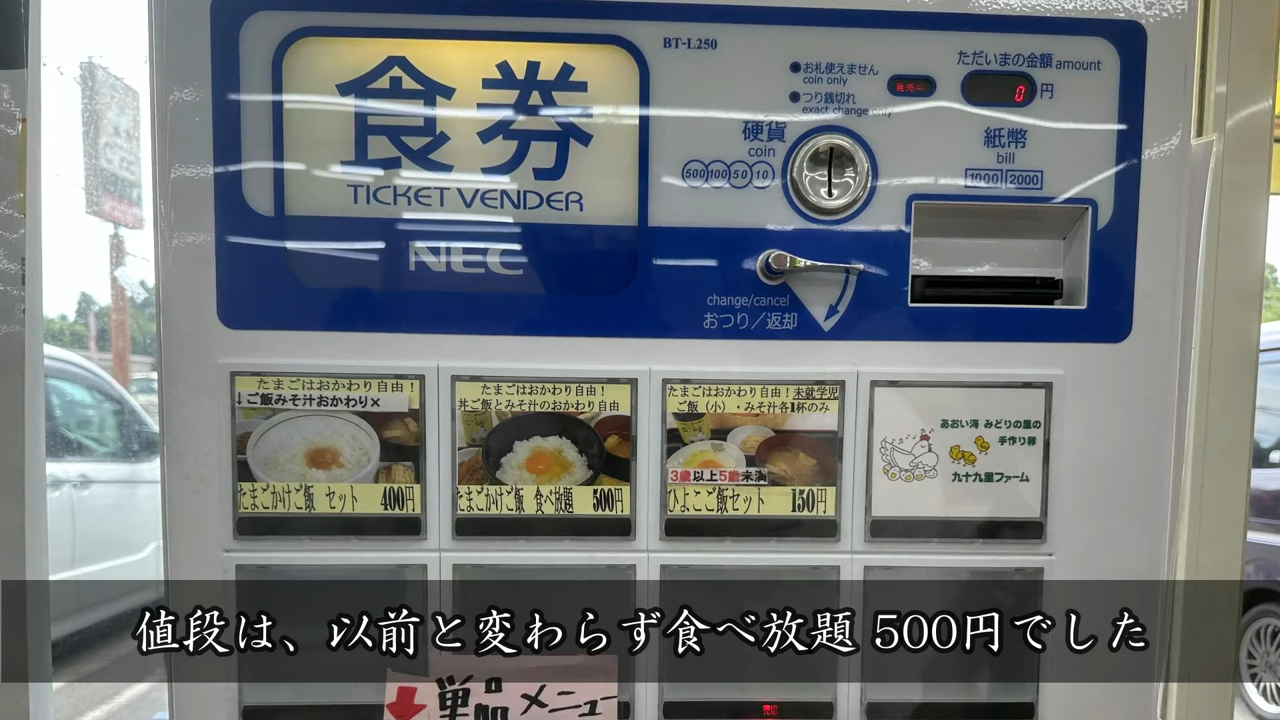 食券
TICKET VENDER
NEC
BT-L250
お札使えません
coin only
つり銭切れ
exact change only
発売中
ただいまの金額 amount
0 円
硬貨
coin
500 100 50 10
紙幣
bill
1000 2000
change/cancel
おつり/返却
たまごはおかわり自由!
↓ご飯みそ汁おかわり×
たまごかけご飯 セット 400円
たまごはおかわり自由!
丼ご飯とみそ汁のおかわり自由
たまごかけご飯 食べ放題 500円
たまごはおかわり自由!未就学児
ご飯(小)・みそ汁各1杯のみ
3歳以上5歳未満
ひよこご飯セット 150円
あおい海 みどりの里の
手作り卵
九十九里ファーム
値段は、以前と変わらず食べ放題 500円でした
単品メニュー
売切